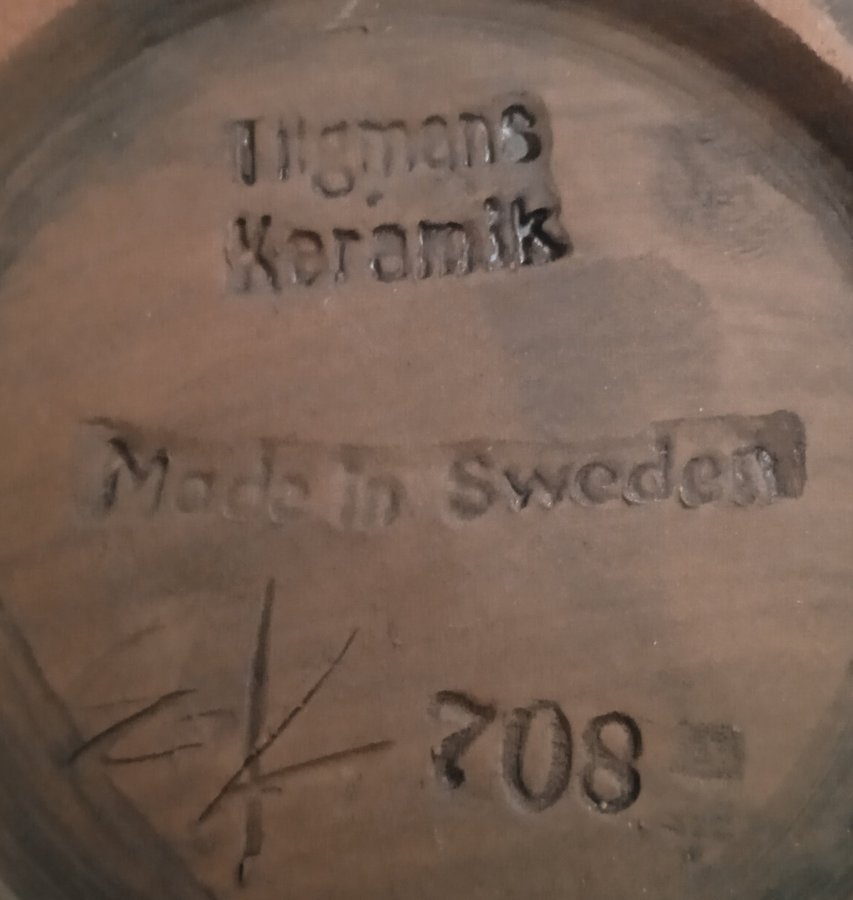 Tilgmans
Keramik
Made in Sweden
708